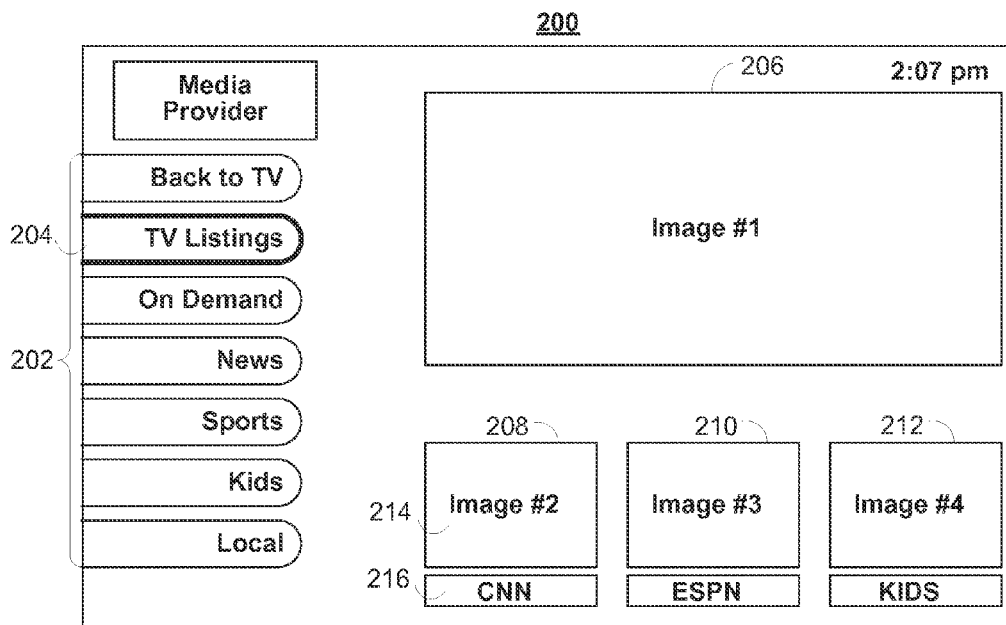 200
206
2:07 pm
Media
Provider
Back to TV
204
TV Listings
Image #1
On Demand
202
News
Sports
208
210
212
Kids
214
Image #2
Image #3
Image #4
Local
216
CNN
ESPN
KIDS